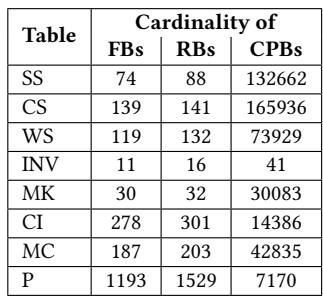 Table Cardinality of
FBs RBs CPBs
SS 74 88 132662
CS 139 141 165936
WS 119 132 73929
INV 11 16 41
MK 30 32 30083
CI 278 301 14386
MC 187 203 42835
P 1193 1529 7170